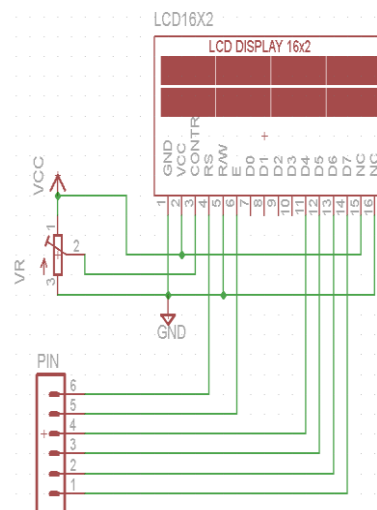 LCD16X2
LCD DISPLAY 16x2
GND
VCC
CONTR
RS
R/W
E
D0
D1
D2
D3
D4
D5
D6
D7
NC
NC
1 2 3 4 5 6 7 8 9 10 11 12 13 14 15 16
VCC
1
2
VR
3
GND
PIN
6
5
4
3
2
1